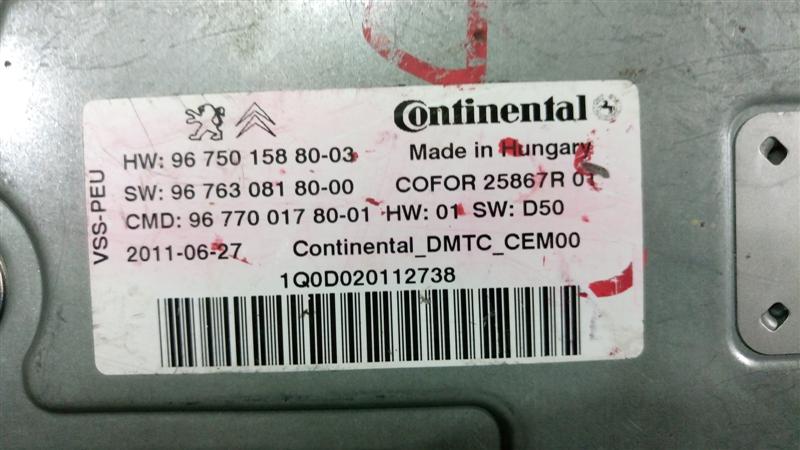 Continental
HW: 96 750 158 80-03 Made in Hungary
SW: 96 763 081 80-00 COFOR 25867R 01
CMD: 96 770 017 80-01 HW: 01 SW: D50
2011-06-27 Continental_DMTC_CEM00
1Q0D020112738
VSS-PEU